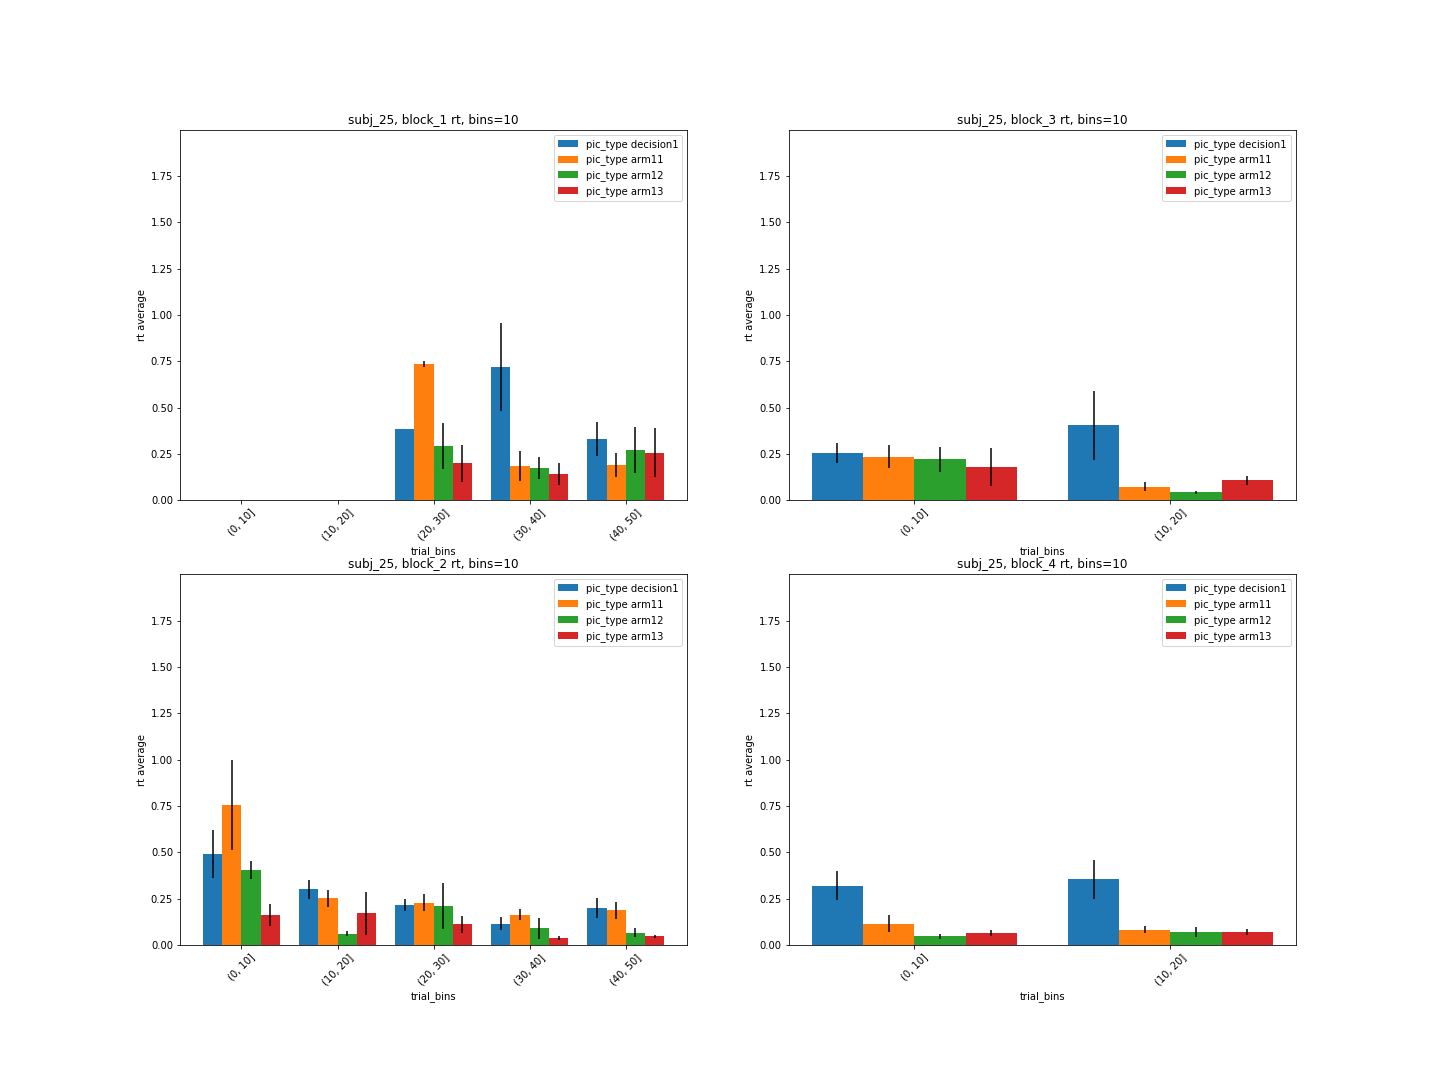 subj_25, block_1 rt, bins=10
pic_type decision1
pic_type arm11
pic_type arm12
pic_type arm13
1.75
1.50
1.25
1.00
0.75
0.50
0.25
0.00
rt average
(0, 10]
(10, 20]
(20, 30]
(30, 40]
(40, 50]
trial_bins
subj_25, block_3 rt, bins=10
pic_type decision1
pic_type arm11
pic_type arm12
pic_type arm13
1.75
1.50
1.25
1.00
0.75
0.50
0.25
0.00
rt average
(0, 10]
(10, 20]
trial_bins
subj_25, block_2 rt, bins=10
pic_type decision1
pic_type arm11
pic_type arm12
pic_type arm13
1.75
1.50
1.25
1.00
0.75
0.50
0.25
0.00
rt average
(0, 10]
(10, 20]
(20, 30]
(30, 40]
(40, 50]
trial_bins
subj_25, block_4 rt, bins=10
pic_type decision1
pic_type arm11
pic_type arm12
pic_type arm13
1.75
1.50
1.25
1.00
0.75
0.50
0.25
0.00
rt average
(0, 10]
(10, 20]
trial_bins